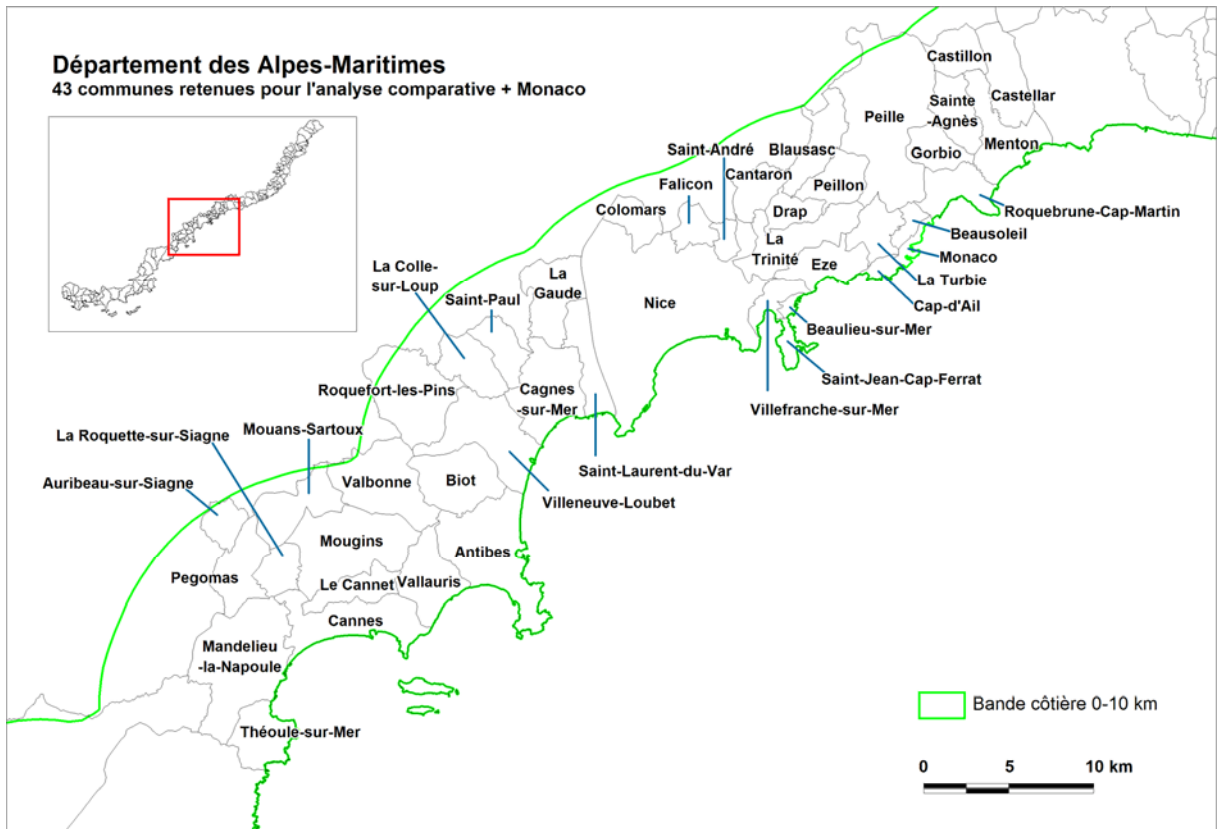 Département des Alpes-Maritimes
43 communes retenues pour l'analyse comparative + Monaco
Castillon
Castellar
Sainte
-Agnès
Peille
Menton
Gorbio
Saint-André
Blausasc
Cantaron
Falicon
Peillon
Colomars
Drap
Roquebrune-Cap-Martin
Beausoleil
La
Trinité
Eze
Monaco
La Turbie
Cap-d'Ail
La Colle-
sur-Loup
La
Gaude
Saint-Paul
Nice
Beaulieu-sur-Mer
Saint-Jean-Cap-Ferrat
Villefranche-sur-Mer
Roquefort-les-Pins
Cagnes
-sur-Mer
La Roquette-sur-Siagne
Mouans-Sartoux
Saint-Laurent-du-Var
Auribeau-sur-Siagne
Valbonne
Biot
Villeneuve-Loubet
Mougins
Antibes
Pegomas
Le Cannet
Vallauris
Cannes
Mandelieu
-la-Napoule
Théoule-sur-Mer
Bande côtière 0-10 km
0 5 10 km